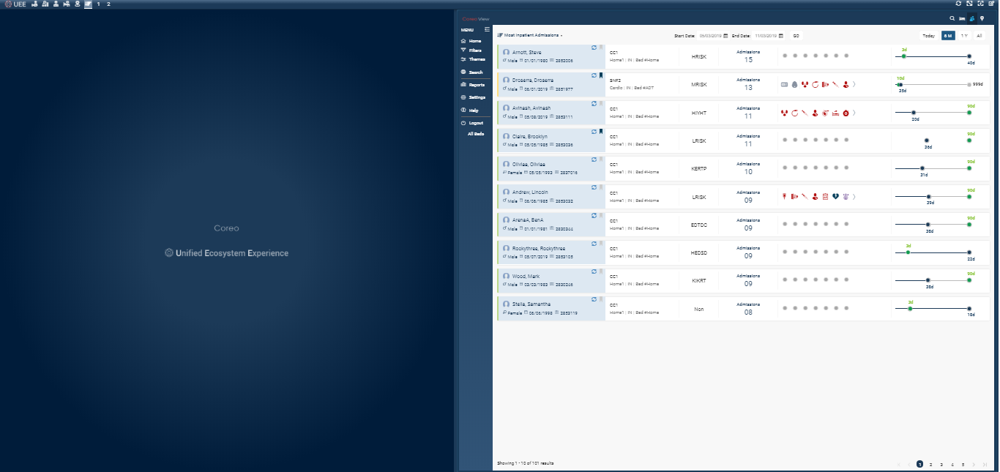 UEE 1 2
Coreo View
MENU
Home
Filters
Themes
Search
Reports
Settings
Help
Logout
All Beds
Coreo
Unified Ecosystem Experience
Most Inpatient Admissions Start Date: 05/03/2019 End Date: 11/03/2019 GO Today 6 M 1 Y All
Arnott, Steve
Male 01/01/1980 2853006
CC1
Home1 | IN | Bed #Home
HRISK
Admissions
15
3d
40d
Droserra, Droserra
Male 06/01/2019 2851977
SNF2
Cardio | IN | Bed #ADT
MRISK
Admissions
13
10d
35d
999d
Avinash, Avinash
Male 05/08/2019 2853111
CC1
Home1 | IN | Bed #Home
HIYHT
Admissions
11
90d
20d
Claire, Brooklyn
Male 05/05/1985 2853036
CC1
Home1 | IN | Bed #Home
LRISK
Admissions
11
90d
36d
Oliviaa, Oliviaa
Female 05/05/1993 2837016
CC1
Home1 | IN | Bed #Home
KERTP
Admissions
10
90d
31d
Andrew, Lincoln
Male 06/06/1985 2853032
CC1
Home1 | IN | Bed #Home
LRISK
Admissions
09
90d
39d
ArenaA, BenA
Male 01/01/1981 2830344
CC1
Home1 | IN | Bed #Home
EDTDC
Admissions
09
90d
38d
Rockythree, Rockythree
Male 05/07/2019 2853105
CC1
Home1 | IN | Bed #Home
HEDSD
Admissions
09
3d
22d
Wood, Mark
Male 03/03/1983 2830346
CC1
Home1 | IN | Bed #Home
KIKRT
Admissions
09
90d
38d
Stella, Samantha
Female 06/06/1998 2853119
CC1
Home1 | IN | Bed #Home
Non
Admissions
08
3d
18d
Showing 1 - 10 of 101 results
1 2 3 4 5